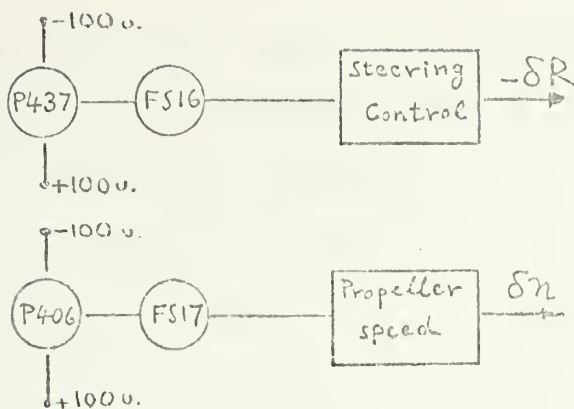 -100 v.
P437
FS16
Steering
Control
-δR
+100 v.
-100 v.
P406
FS17
Propeller
speed
δn
+100 v.